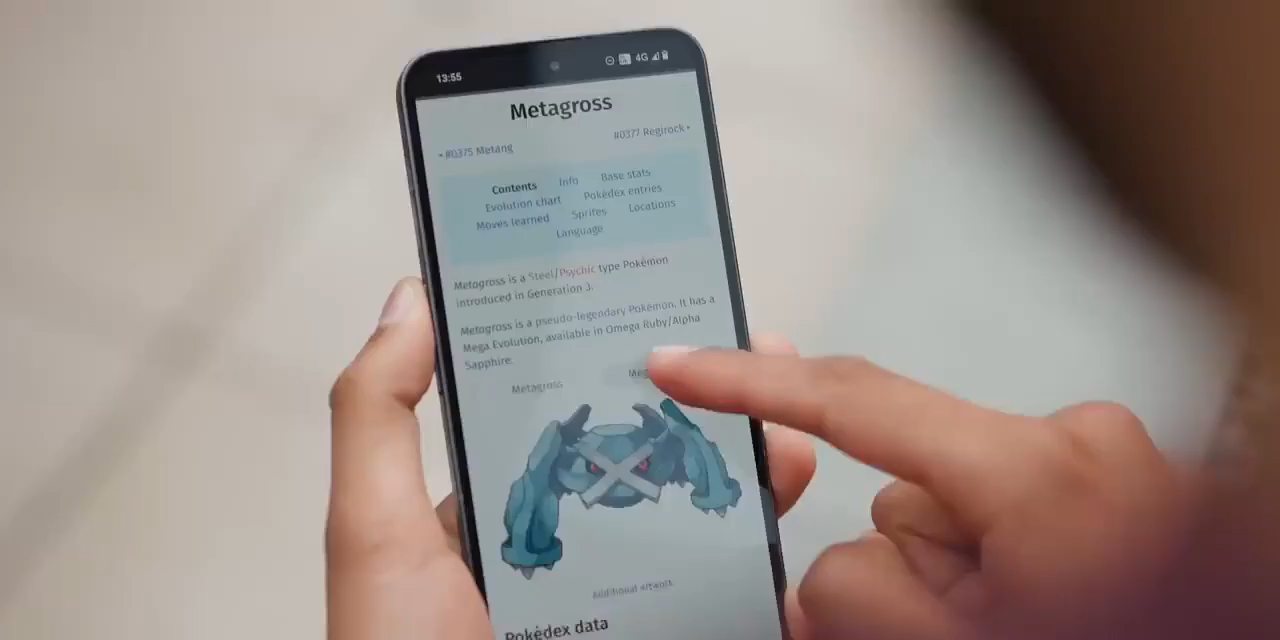 13:55 4G
Metagross
#0375 Metang #0377 Regirock
Contents Info Base stats
Evolution chart Pokédex entries
Moves learned Sprites Locations
Language
Metagross is a Steel/Psychic type Pokémon
introduced in Generation 3.
Metagross is a pseudo-legendary Pokémon. It has a
Mega Evolution, available in Omega Ruby/Alpha
Sapphire.
Metagross
Additional artwork
Pokédex data